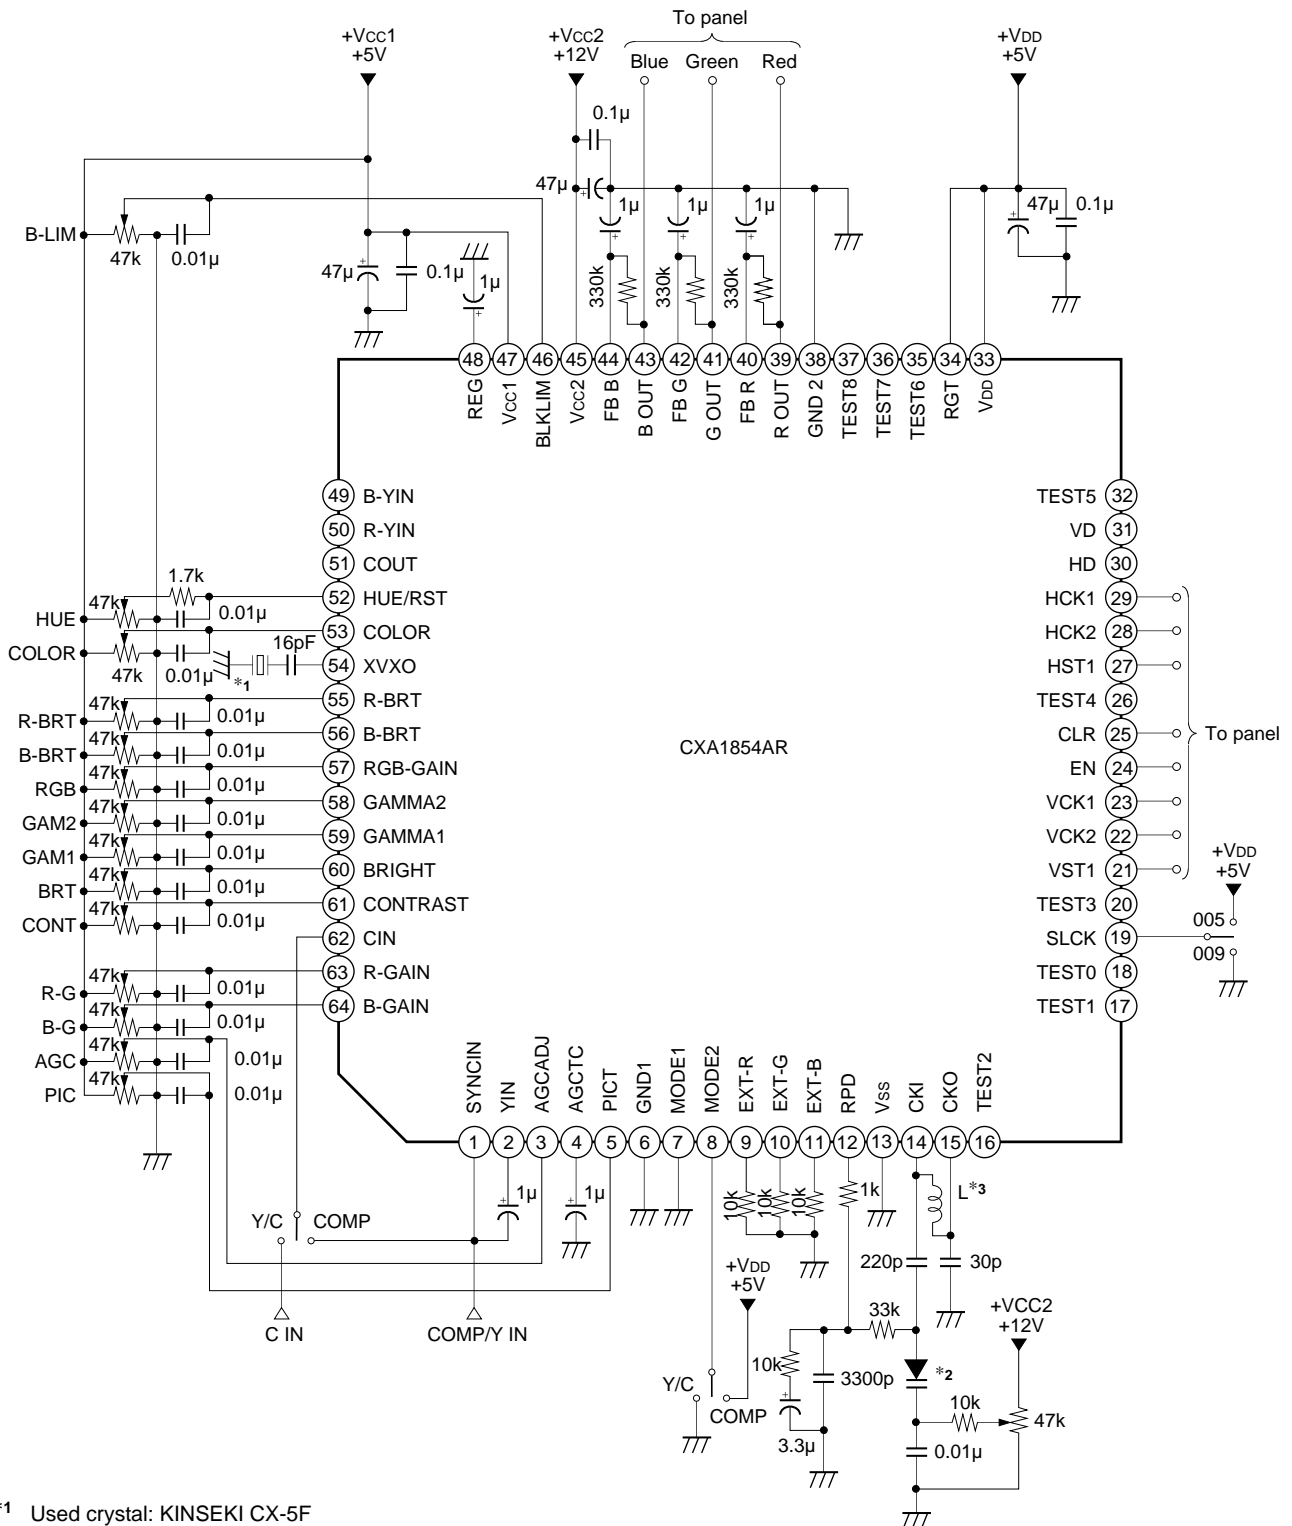 To panel
+VCC1
+5V
+VCC2
+12V
Blue Green Red
+VDD
+5V
0.1µ
47µ
1µ 1µ 1µ
47µ 0.1µ
B-LIM
47k 0.01µ
47µ 0.1µ 1µ
330k 330k 330k
48 47 46 45 44 43 42 41 40 39 38 37 36 35 34 33
REG
VCC1
BLKLIM
VCC2
FB B
B OUT
FB G
G OUT
FB R
R OUT
GND 2
TEST8
TEST7
TEST6
RGT
VDD
49 B-YIN
50 R-YIN
51 COUT
52 HUE/RST
53 COLOR
54 XVXO
55 R-BRT
56 B-BRT
57 RGB-GAIN
58 GAMMA2
59 GAMMA1
60 BRIGHT
61 CONTRAST
62 CIN
63 R-GAIN
64 B-GAIN
1.7k
HUE 47k 0.01µ
COLOR 47k 0.01µ
16pF
*1
R-BRT 47k 0.01µ
B-BRT 47k 0.01µ
RGB 47k 0.01µ
GAM2 47k 0.01µ
GAM1 47k 0.01µ
BRT 47k 0.01µ
CONT 47k 0.01µ
R-G 47k 0.01µ
B-G 47k 0.01µ
AGC 47k 0.01µ
PIC 47k 0.01µ
CXA1854AR
TEST5 32
VD 31
HD 30
HCK1 29
HCK2 28
HST1 27
TEST4 26
CLR 25
EN 24
VCK1 23
VCK2 22
VST1 21
TEST3 20
SLCK 19
TEST0 18
TEST1 17
To panel
+VDD
+5V
005
009
SYNCIN
YIN
AGCADJ
AGCTC
PICT
GND1
MODE1
MODE2
EXT-R
EXT-G
EXT-B
RPD
VSS
CKI
CKO
TEST2
1 2 3 4 5 6 7 8 9 10 11 12 13 14 15 16
1µ 1µ
10k 10k 10k 1k
L*3
Y/C COMP
220p 30p
C IN COMP/Y IN
+VDD
+5V
33k
+VCC2
+12V
Y/C COMP
10k 3300p
3.3µ
*2
10k 47k
0.01µ
*1 Used crystal: KINSEKI CX-5F